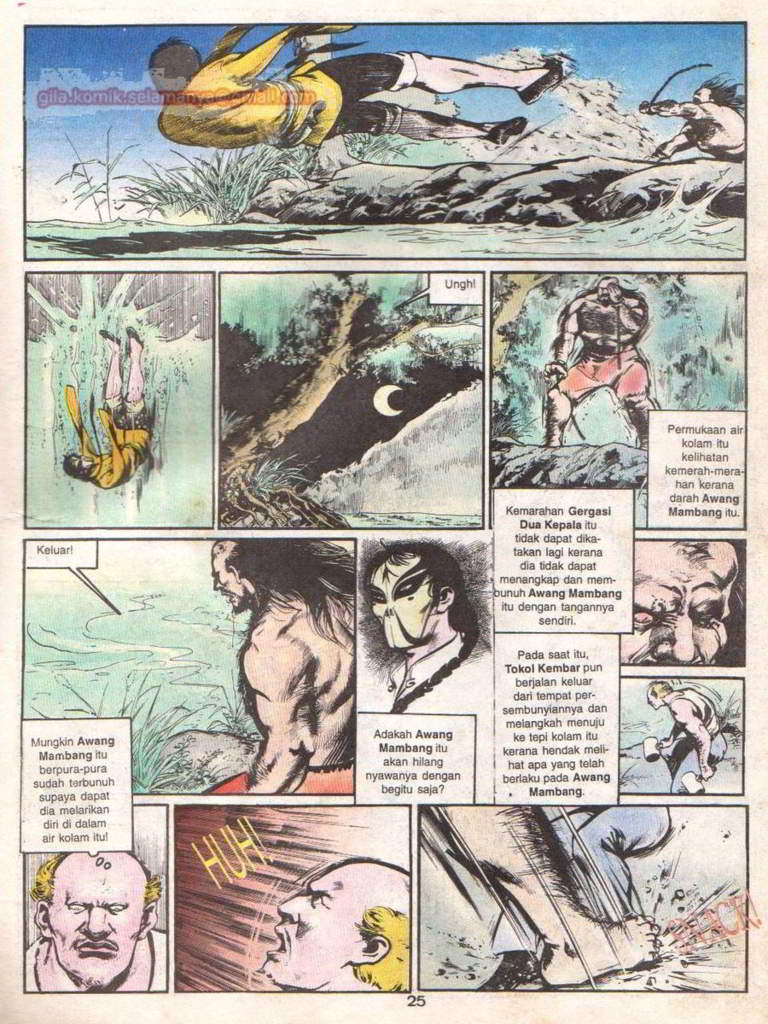 gila.komik.selamanya@gmail.com
Ungh!
Permukaan air
kolam itu
kelihatan
kemerah-mera-
han kerana
darah Awang
Mambang itu.
Kemarahan Gergasi
Dua Kepala itu
tidak dapat dika-
takan lagi kerana
dia tidak dapat
menangkap dan mem-
bunuh Awang Mambang
itu dengan tangannya
sendiri.
Keluar!
Adakah Awang
Mambang itu
akan hilang
nyawanya dengan
begitu saja?
Pada saat itu,
Tokol Kembar pun
berjalan keluar
dari tempat per-
sembunyiannya dan
melangkah menuju
ke tepi kolam itu
kerana hendak meli-
hat apa yang telah
berlaku pada Awang
Mambang.
Mungkin Awang
Mambang itu
berpura-pura
sudah terbunuh
supaya dapat
dia melarikan
diri di dalam
air kolam itu!
HUH!
25